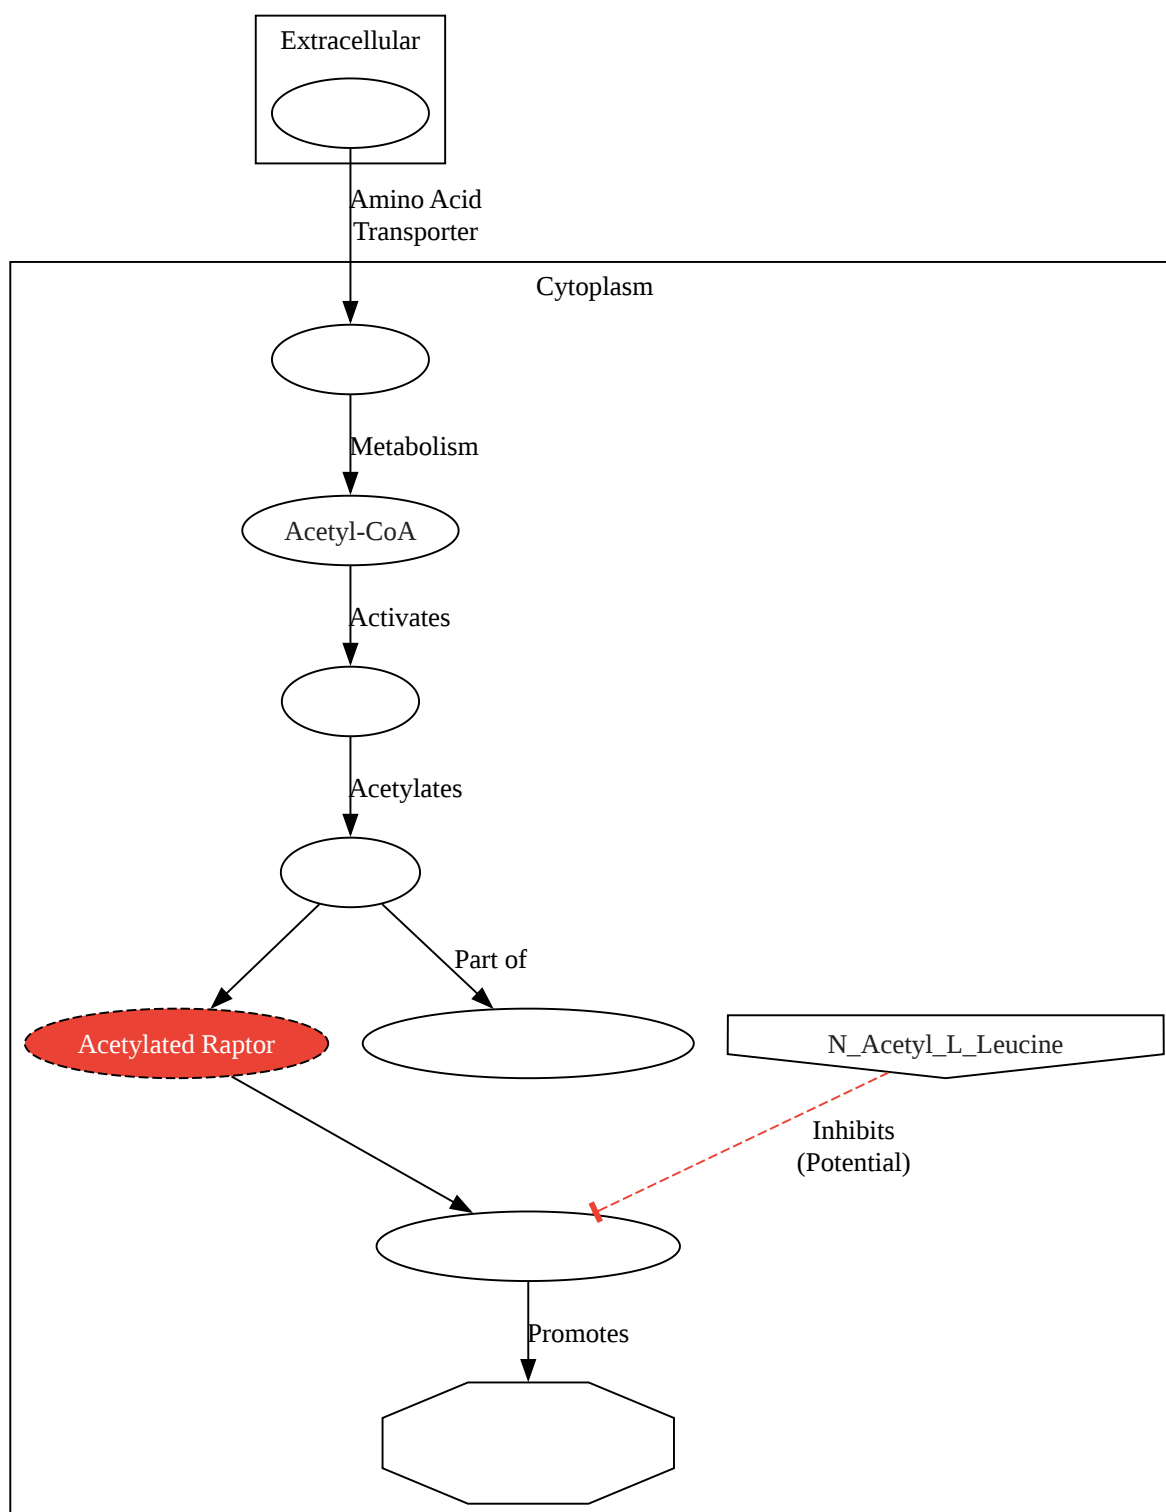 Extracellular
Amino Acid
Transporter
Cytoplasm
Metabolism
Acetyl-CoA
Activates
Acetylates
Part of
Acetylated Raptor
N_Acetyl_L_Leucine
Inhibits
(Potential)
Promotes